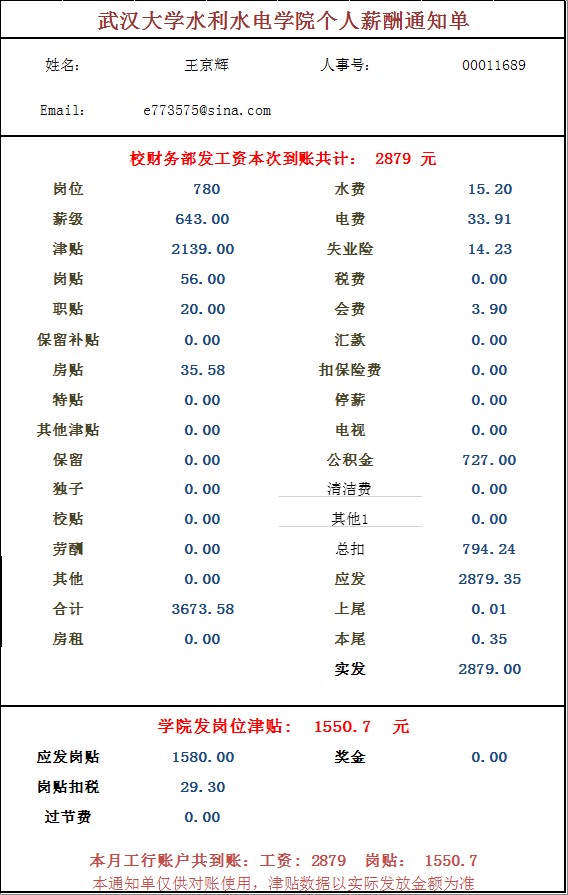 武汉大学水利水电学院个人薪酬通知单
姓名: 王京辉 人事号: 00011689
Email: e773575@sina.com
校财务部发工资本次到账共计: 2879 元
岗位 780 水费 15.20
薪级 643.00 电费 33.91
津贴 2139.00 失业险 14.23
岗贴 56.00 税费 0.00
职贴 20.00 会费 3.90
保留补贴 0.00 汇款 0.00
房贴 35.58 扣保险费 0.00
特贴 0.00 停薪 0.00
其他津贴 0.00 电视 0.00
保留 0.00 公积金 727.00
独子 0.00 清洁费 0.00
校贴 0.00 其他1 0.00
劳酬 0.00 总扣 794.24
其他 0.00 应发 2879.35
合计 3673.58 上尾 0.01
房租 0.00 本尾 0.35
实发 2879.00
学院发岗位津贴: 1550.7 元
应发岗贴 1580.00 奖金 0.00
岗贴扣税 29.30
过节费 0.00
本月工行账户共到账:工资: 2879 岗贴: 1550.7
本通知单仅供对账使用，津贴数据以实际发放金额为准